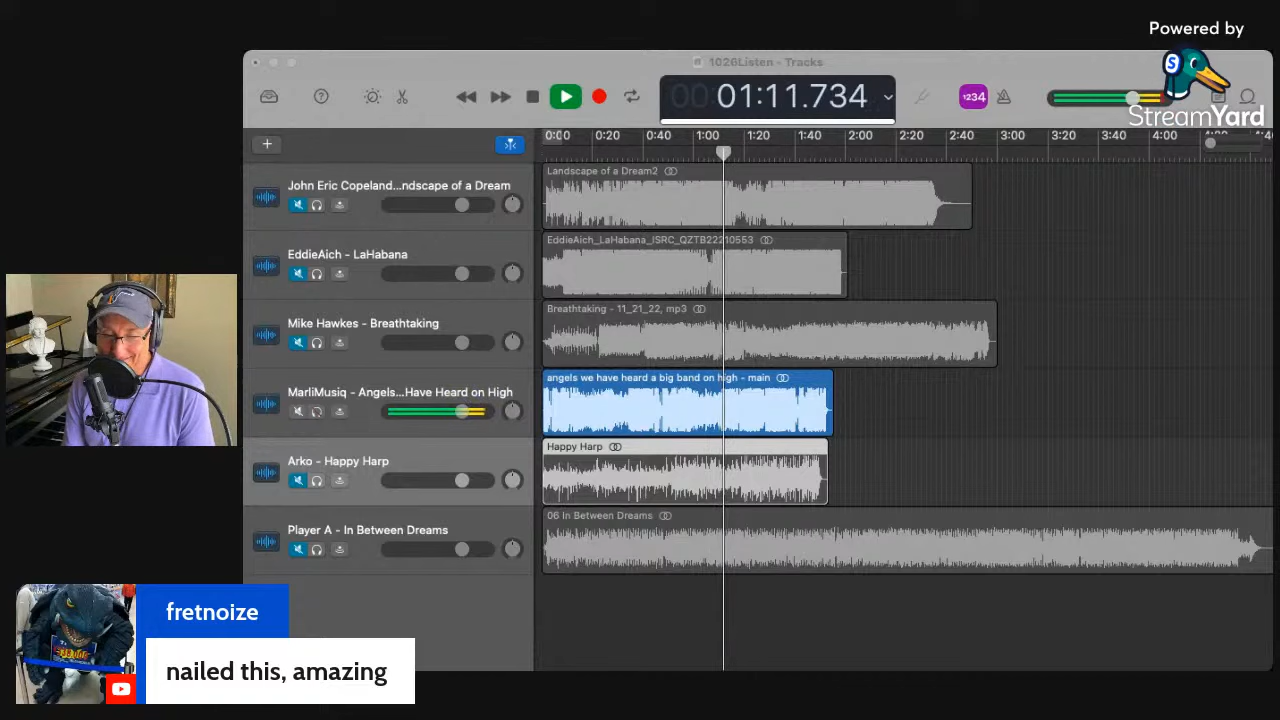 Powered by
StreamYard
1026Listen - Tracks
00 01:11.734
1234
0:00 0:20 0:40 1:00 1:20 1:40 2:00 2:20 2:40 3:00 3:20 3:40 4:00
John Eric Copeland...ndscape of a Dream
Landscape of a Dream2
EddieAich - LaHabana
EddieAich_LaHabana_ISRC_QZTB22210553
Mike Hawkes - Breathtaking
Breathtaking - 11_21_22, mp3
MarliMusiq - Angels...Have Heard on High
angels we have heard a big band on high - main
Arko - Happy Harp
Happy Harp
Player A - In Between Dreams
06 In Between Dreams
fretnoize
nailed this, amazing